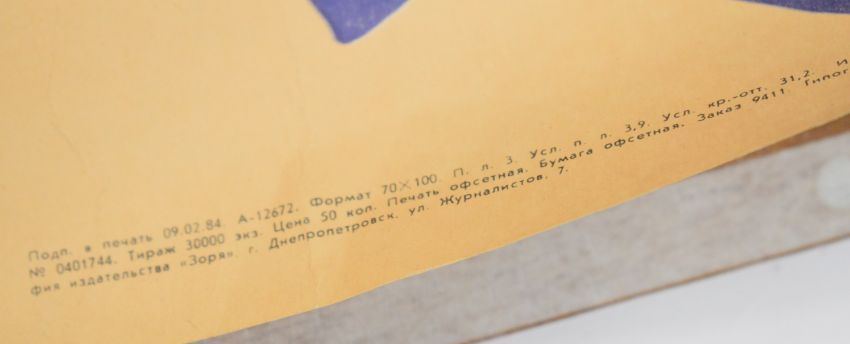 Подп. в печать 09.02.84. А-12672. Формат 70×100. П. л. 3. Усл. п. л. 3,9. Усл. кр.-отт. 31,2. И
№ 0401744. Тираж 30000 экз. Цена 50 коп. Печать офсетная. Бумага офсетная. Заказ 9411. Типог
фия издательства «Зоря». г. Днепропетровск. ул. Журналистов, 7.